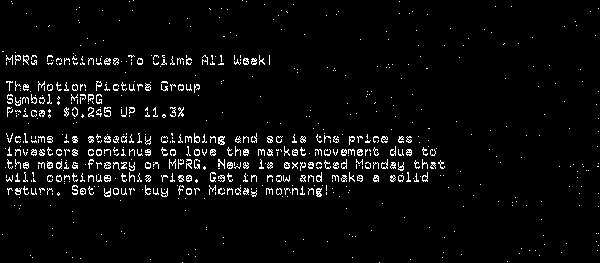 MPRG Continues To Climb All Week!
The Motion Picture Group
Symbol: MPRG
Price: $0.245 UP 11.3%
Volume is steadily climbing and so is the price as
investors continue to love the market movement due to
the media frenzy on MPRG. News is expected Monday that
will continue this rise. Get in now and make a solid
return. Set your buy for Monday morning!